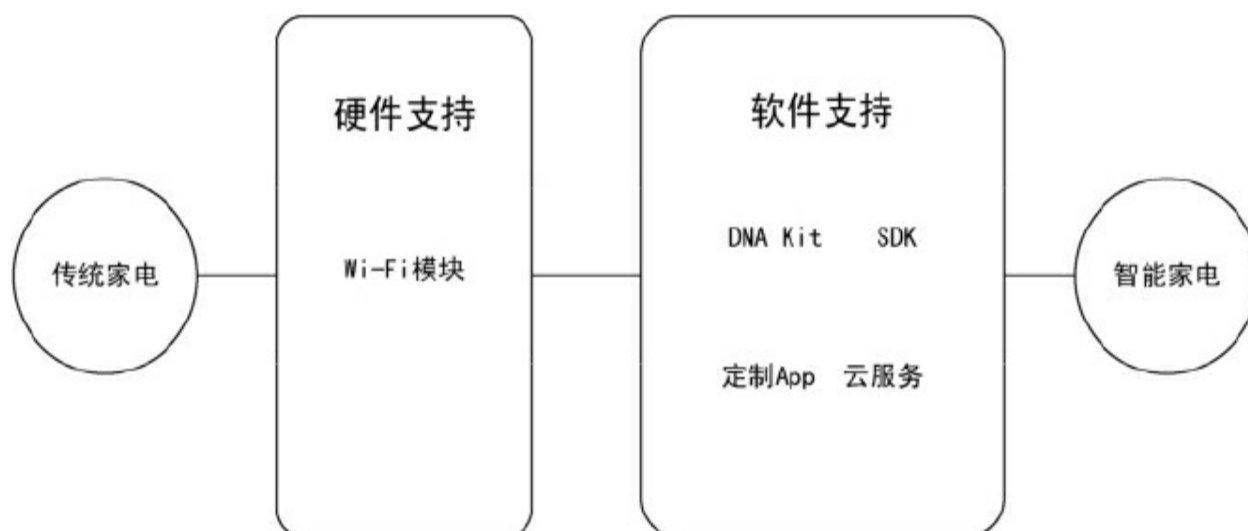 硬件支持
软件支持
DNA Kit SDK
传统家电
Wi-Fi模块
智能家电
定制App 云服务